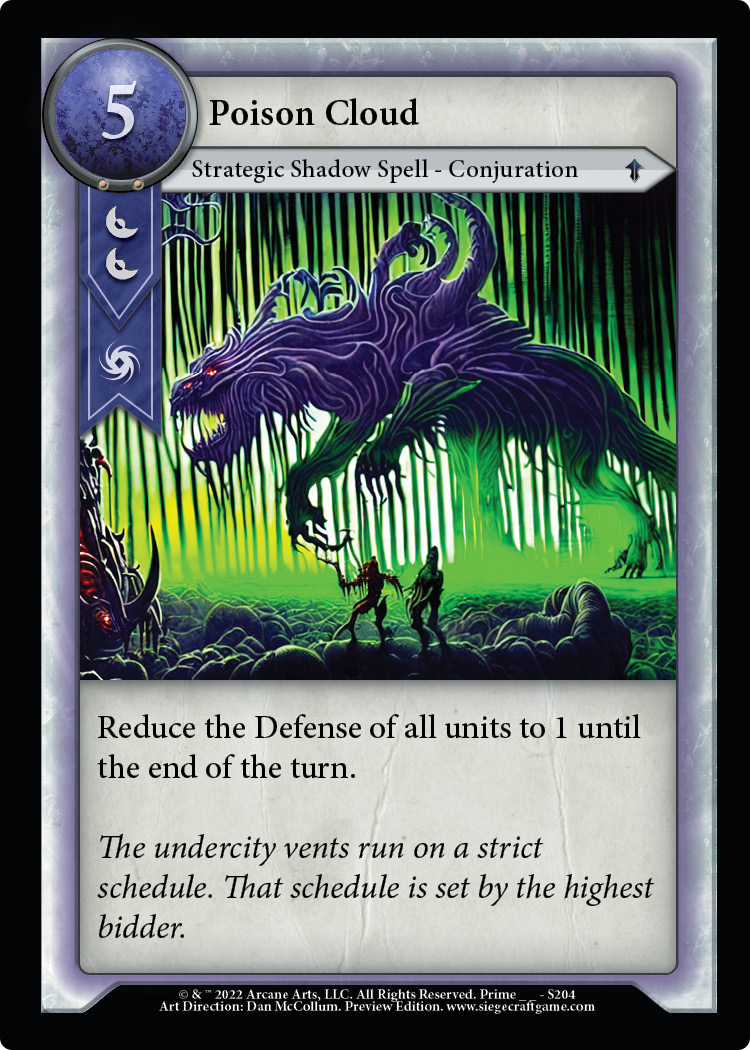 5
Poison Cloud
Strategic Shadow Spell - Conjuration
Reduce the Defense of all units to 1 until
the end of the turn.
The undercity vents run on a strict
schedule. That schedule is set by the highest
bidder.
© & ™ 2022 Arcane Arts, LLC. All Rights Reserved. Prime _ _ - S204
Art Direction: Dan McCollum. Preview Edition. www.siegecraftgame.com